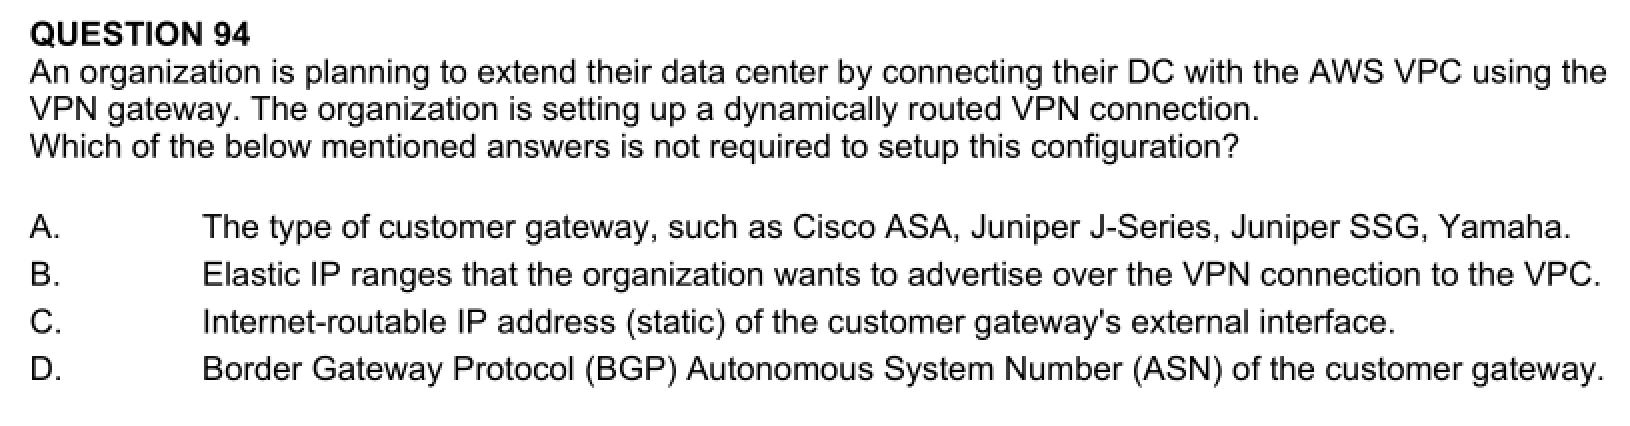 QUESTION 94
An organization is planning to extend their data center by connecting their DC with the AWS VPC using the
VPN gateway. The organization is setting up a dynamically routed VPN connection.
Which of the below mentioned answers is not required to setup this configuration?
A. The type of customer gateway, such as Cisco ASA, Juniper J-Series, Juniper SSG, Yamaha.
B. Elastic IP ranges that the organization wants to advertise over the VPN connection to the VPC.
C. Internet-routable IP address (static) of the customer gateway's external interface.
D. Border Gateway Protocol (BGP) Autonomous System Number (ASN) of the customer gateway.